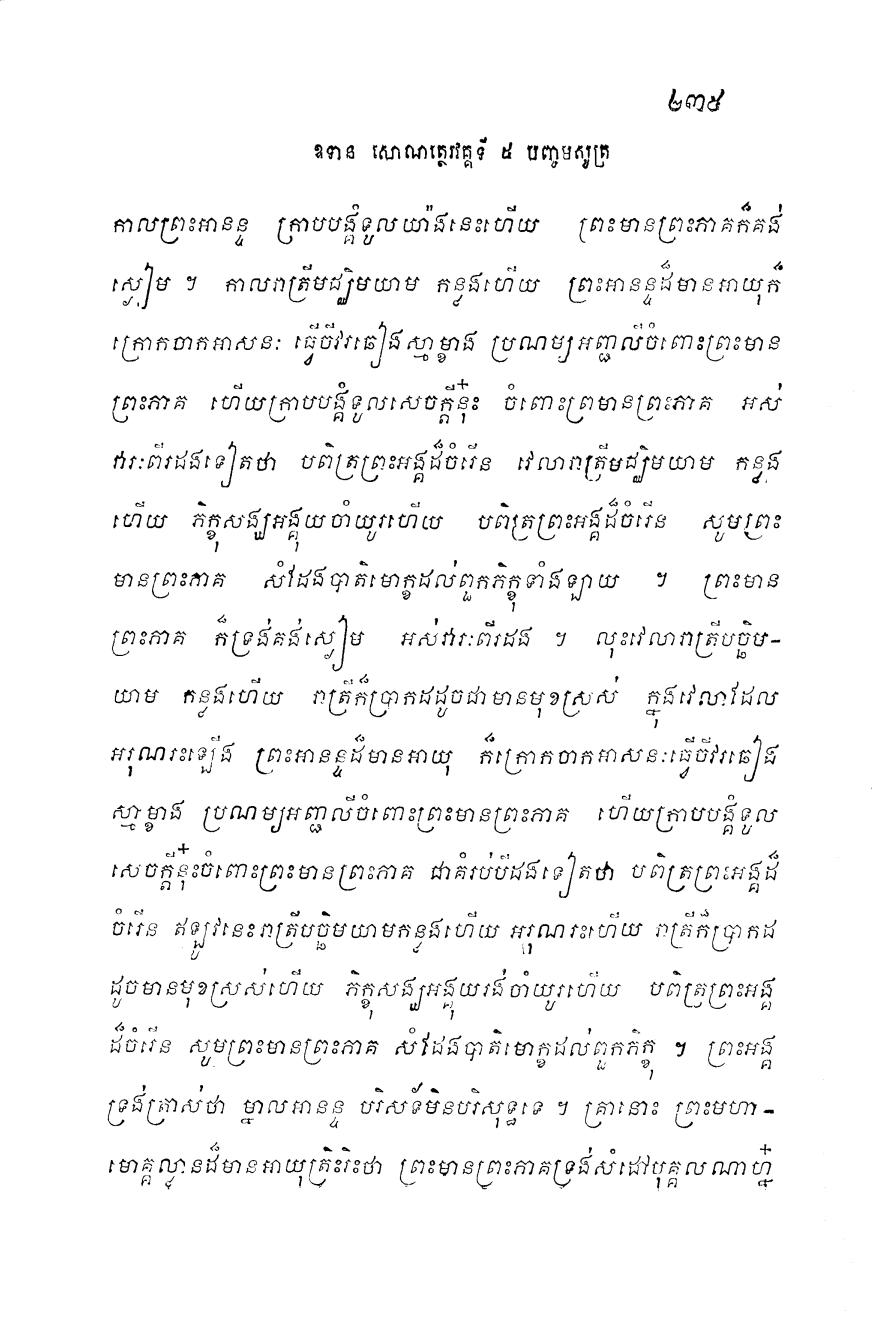 ២៣៥
ឧទាន សោណត្ថេរវគ្គទី ៥ បញ្ចមសូត្រ
កាលព្រះអានន្ទ ក្រាបបង្គំទូលយ៉ាងនេះហើយ ព្រះមានព្រះភាគក៏គង់
ស្ងៀម ។ កាលរាត្រីមជ្ឈិមយាម កន្លងហើយ ព្រះអានន្ទដ៏មានអាយុក៏
ក្រោកចាកអាសនៈ ធ្វើចីវរធៀងស្មាម្ខាង ប្រណម្យអញ្ជលីចំពោះព្រះមាន
ព្រះភាគ ហើយក្រាបបង្គំទូលសេចក្តីនុ៎ះ ចំពោះព្រមានព្រះភាគ អស់
វារៈពីរដងទៀតថា បពិត្រព្រះអង្គដ៏ចំរើន វេលារាត្រីមជ្ឈិមយាម កន្លង
ហើយ ភិក្ខុសង្ឃអង្គុយចាំយូរហើយ បពិត្រព្រះអង្គដ៏ចំរើន សូមព្រះ
មានព្រះភាគ សំដែងបាតិមោក្ខដល់ពួកភិក្ខុទាំងឡាយ ។ ព្រះមាន
ព្រះភាគ ក៏ទ្រង់គង់ស្ងៀម អស់វារៈពីរដង ។ លុះវេលារាត្រីបច្ឆិម-
យាម កន្លងហើយ រាត្រីក៏ប្រាកដដូចជាមានមុខស្រស់ ក្នុងវេលាដែល
អរុណរះឡើង ព្រះអានន្ទដ៏មានអាយុ ក៏ក្រោកចាកអាសនៈធ្វើចីវរធៀង
ស្មាម្ខាង ប្រណម្យអញ្ជលីចំពោះព្រះមានព្រះភាគ ហើយក្រាបបង្គំទូល
សេចក្តីនុ៎ះចំពោះព្រះមានព្រះភាគ ជាគំរប់បីដងទៀតថា បពិត្រព្រះអង្គដ៏
ចំរើន ឥឡូវនេះរាត្រីបច្ឆិមយាមកន្លងហើយ អរុណរះហើយ រាត្រីក៏ប្រាកដ
ដូចមានមុខស្រស់ហើយ ភិក្ខុសង្ឃអង្គុយរង់ចាំយូរហើយ បពិត្រព្រះអង្គ
ដ៏ចំរើន សូមព្រះមានព្រះភាគ សំដែងបាតិមោក្ខដល់ពួកភិក្ខុ ។ ព្រះអង្គ
ទ្រង់ត្រាស់ថា ម្នាលអានន្ទ បរិសទ័មិនបរិសុទ្ធទេ ។ គ្រានោះ ព្រះមហា-
មោគ្គល្លានដ៏មានអាយុត្រិះរិះថា ព្រះមានព្រះភាគទ្រង់សំដៅបុគ្គលណាហ្ន៎